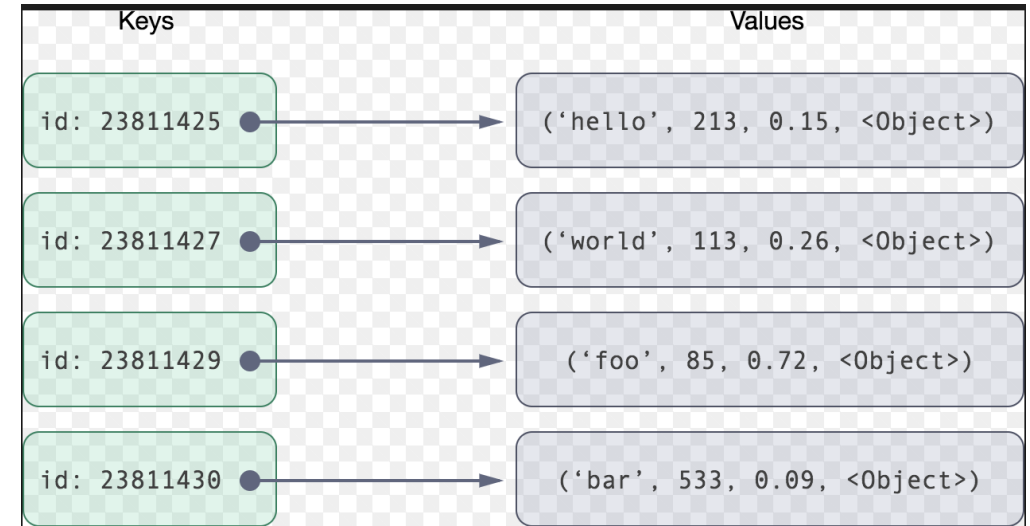 Keys Values
id: 23811425 (‘hello’, 213, 0.15, <Object>)
id: 23811427 (‘world’, 113, 0.26, <Object>)
id: 23811429 (‘foo’, 85, 0.72, <Object>)
id: 23811430 (‘bar’, 533, 0.09, <Object>)